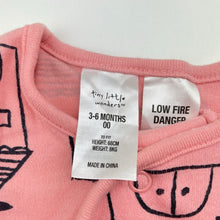 tiny little
wonders
3-6 MONTHS
00
TO FIT
HEIGHT: 68CM
WEIGHT: 8KG
MADE IN CHINA
LOW FIRE
DANGER